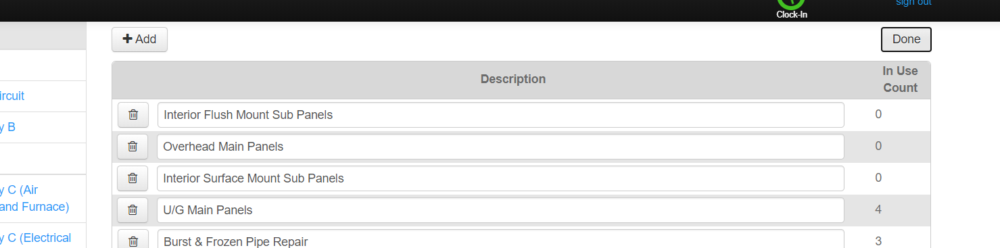 sign out
Clock-In
Add
Done
Description
In Use
Count
ircuit
y B
y C (Air
and Furnace)
y C (Electrical
Interior Flush Mount Sub Panels
0
Overhead Main Panels
0
Interior Surface Mount Sub Panels
0
U/G Main Panels
4
Burst & Frozen Pipe Repair
3